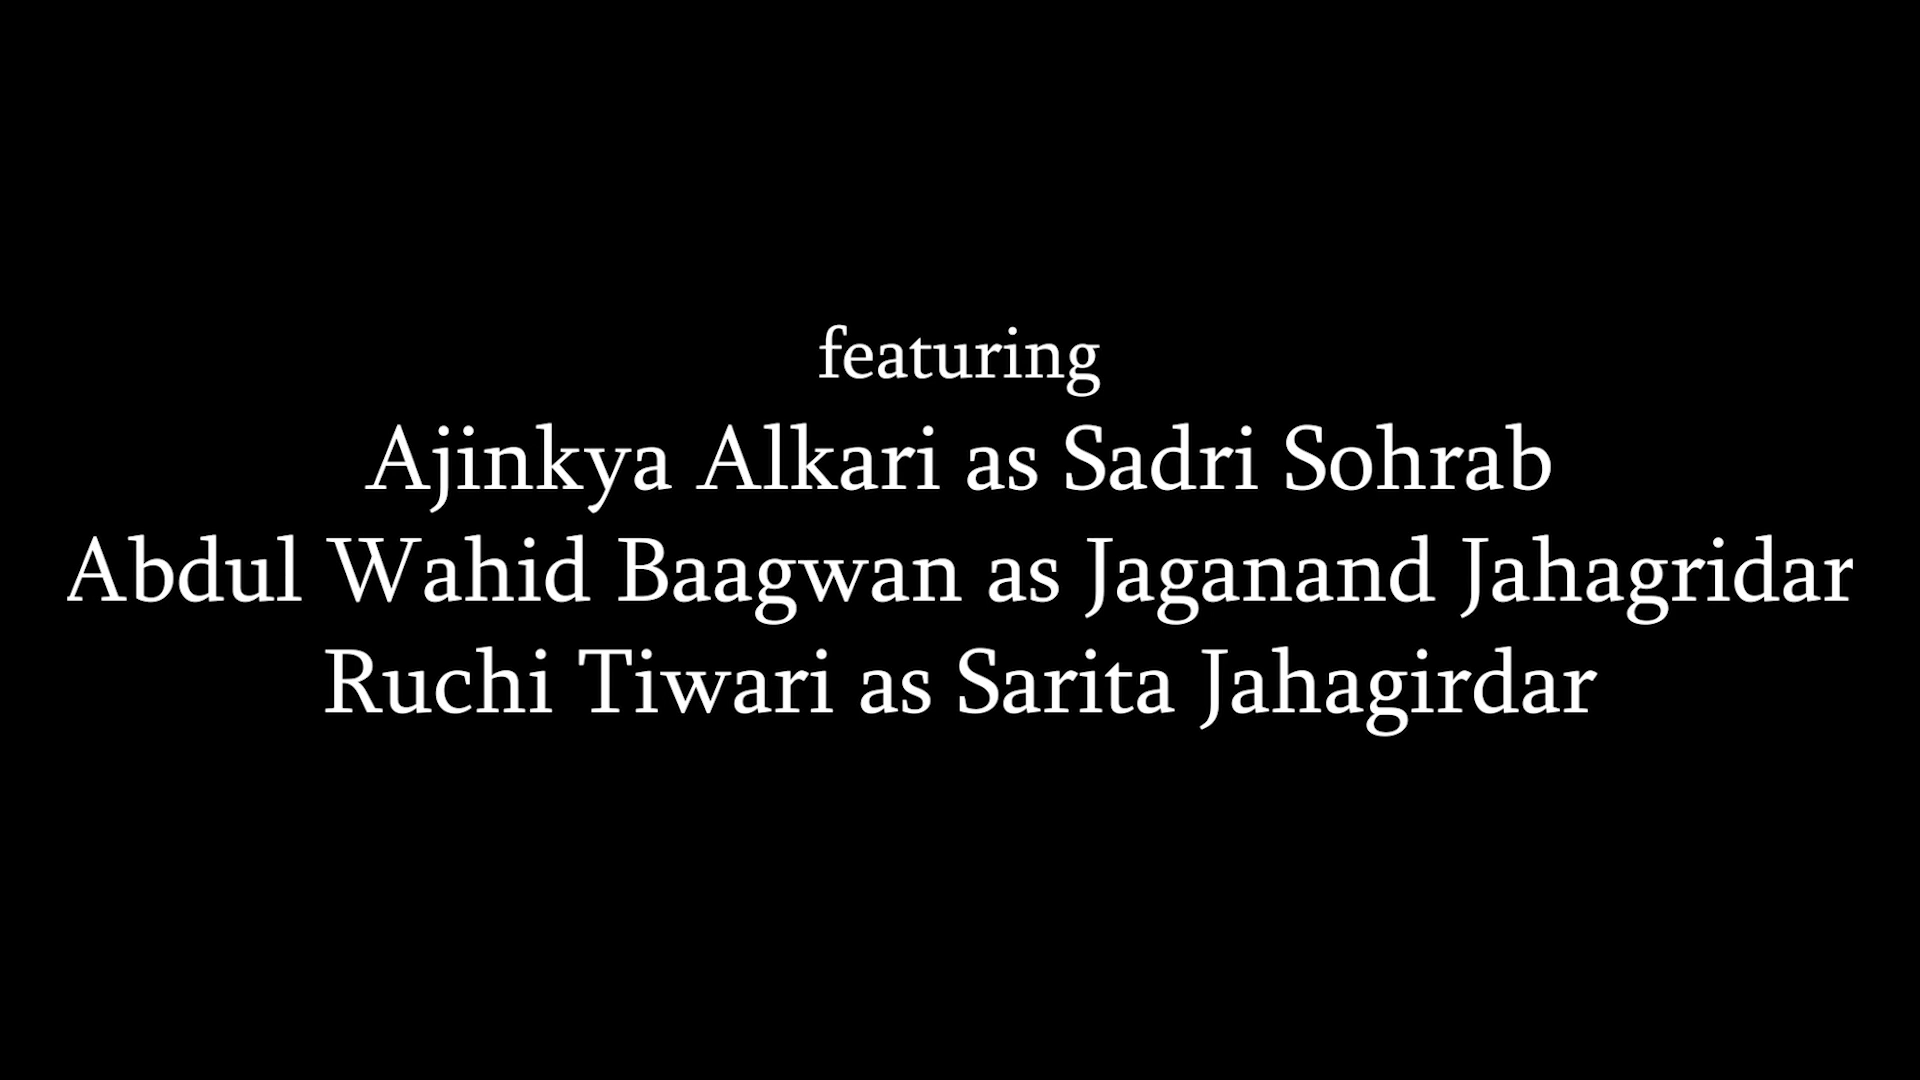 featuring
Ajinkya Alkari as Sadri Sohrab
Abdul Wahid Baagwan as Jaganand Jahagridar
Ruchi Tiwari as Sarita Jahagirdar